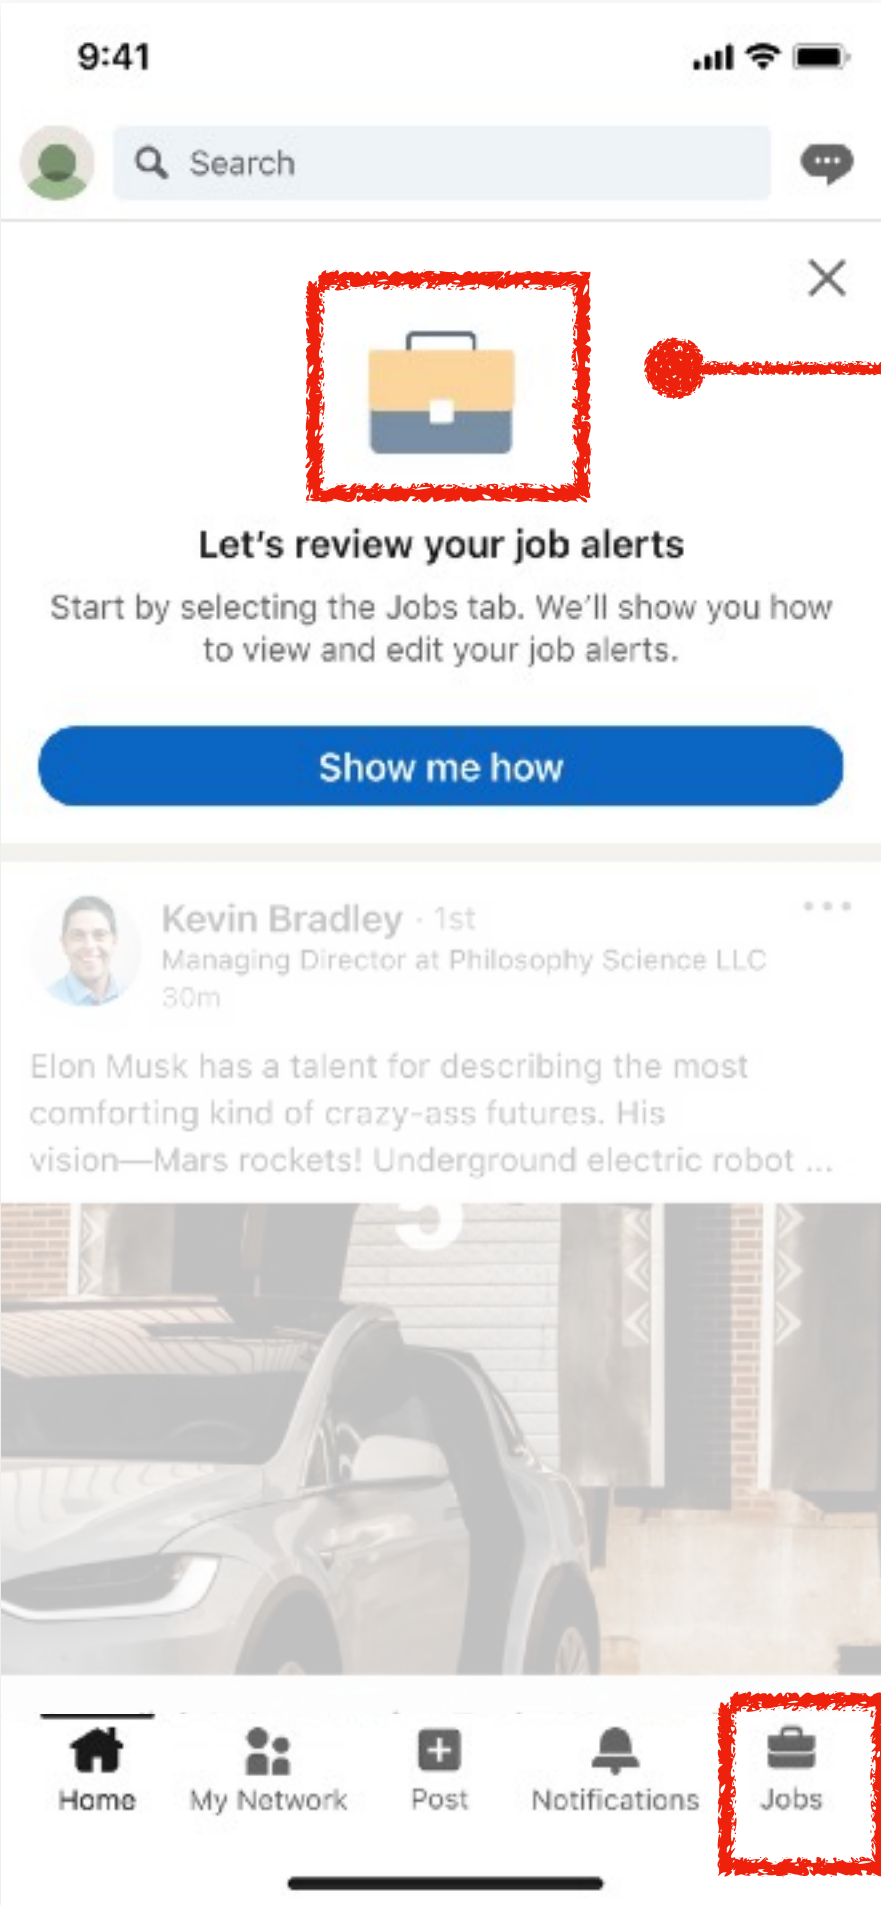 9:41
Search
Let's review your job alerts
Start by selecting the Jobs tab. We'll show you how
to view and edit your job alerts.
Show me how
Kevin Bradley · 1st
Managing Director at Philosophy Science LLC
30m
Elon Musk has a talent for describing the most
comforting kind of crazy-ass futures. His
vision—Mars rockets! Underground electric robot ...
5
Home
My Network
Post
Notifications
Jobs